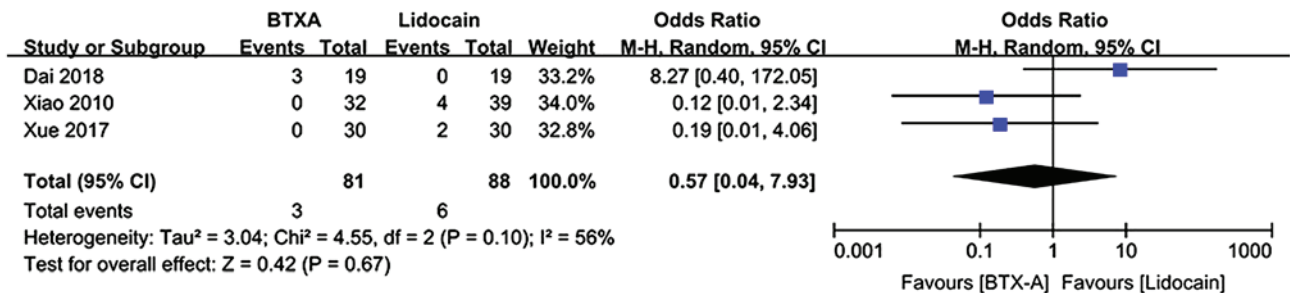 BTXA Lidocain Odds Ratio Odds Ratio
Study or Subgroup Events Total Events Total Weight M-H, Random, 95% CI M-H, Random, 95% CI
Dai 2018 3 19 0 19 33.2% 8.27 [0.40, 172.05]
Xiao 2010 0 32 4 39 34.0% 0.12 [0.01, 2.34]
Xue 2017 0 30 2 30 32.8% 0.19 [0.01, 4.06]
Total (95% CI) 81 88 100.0% 0.57 [0.04, 7.93]
Total events 3 6
Heterogeneity: Tau² = 3.04; Chi² = 4.55, df = 2 (P = 0.10); I² = 56%
Test for overall effect: Z = 0.42 (P = 0.67)
0.001 0.1 1 10 1000
Favours [BTX-A] Favours [Lidocain]